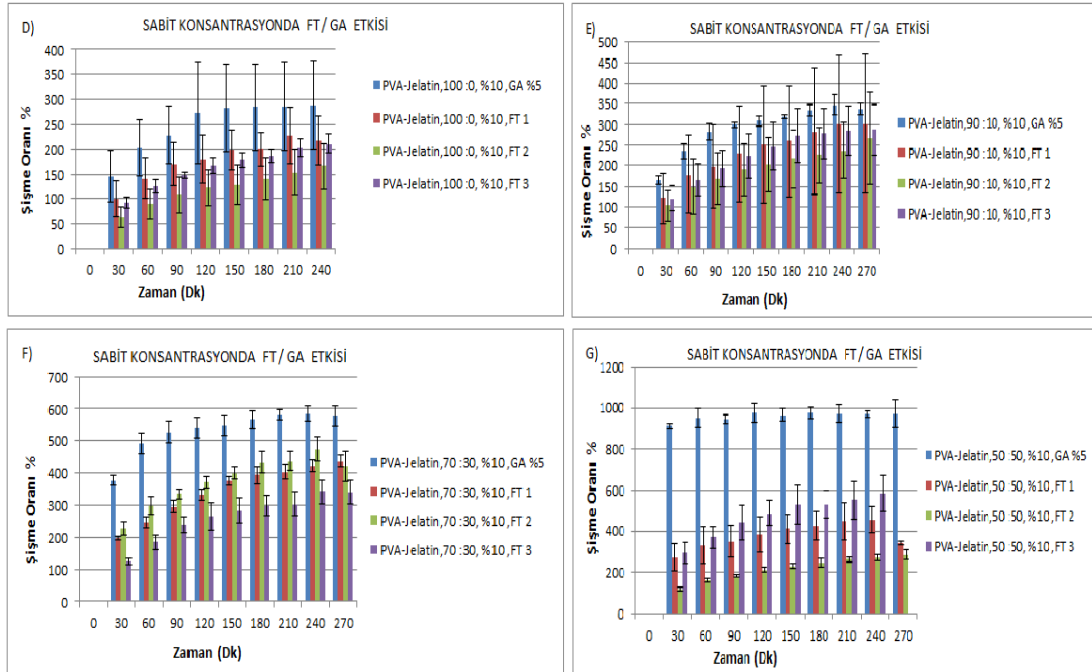 D)
SABİT KONSANTRASYONDA FT/ GA ETKİSİ
Şişme Oranı %
400
350
300
250
200
150
100
50
0
0 30 60 90 120 150 180 210 240
Zaman (Dk)
PVA-Jelatin,100:0,%10,GA %5
PVA-Jelatin,100:0,%10,FT 1
PVA-Jelatin,100:0,%10,FT 2
PVA-Jelatin,100:0,%10,FT 3
E)
SABİT KONSANTRASYONDA FT/ GA ETKİSİ
Şişme Oranı %
500
450
400
350
300
250
200
150
100
50
0
0 30 60 90 120 150 180 210 240 270
Zaman (Dk)
PVA-Jelatin,90:10,%10,GA %5
PVA-Jelatin,90:10,%10,FT 1
PVA-Jelatin,90:10,%10,FT 2
PVA-Jelatin,90:10,%10,FT 3
F)
SABİT KONSANTRASYONDA FT/ GA ETKİSİ
Şişme Oranı %
700
600
500
400
300
200
100
0
0 30 60 90 120 150 180 210 240 270
Zaman (Dk)
PVA-Jelatin,70:30,%10,GA %5
PVA-Jelatin,70:30,%10,FT 1
PVA-Jelatin,70:30,%10,FT 2
PVA-Jelatin,70:30,%10,FT 3
G)
SABİT KONSANTRASYONDA FT/ GA ETKİSİ
Şişme Oranı %
1200
1000
800
600
400
200
0
0 30 60 90 120 150 180 210 240 270
Zaman (Dk)
PVA-Jelatin,50:50,%10,GA %5
PVA-Jelatin,50:50,%10,FT 1
PVA-Jelatin,50:50,%10,FT 2
PVA-Jelatin,50:50,%10,FT 3